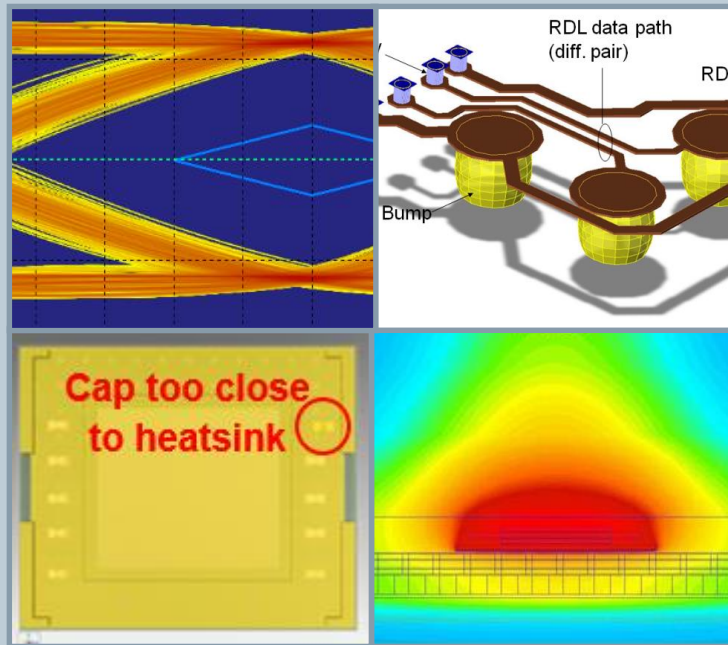 RDL data path
(diff. pair)
RD
Bump
Cap too close
to heatsink